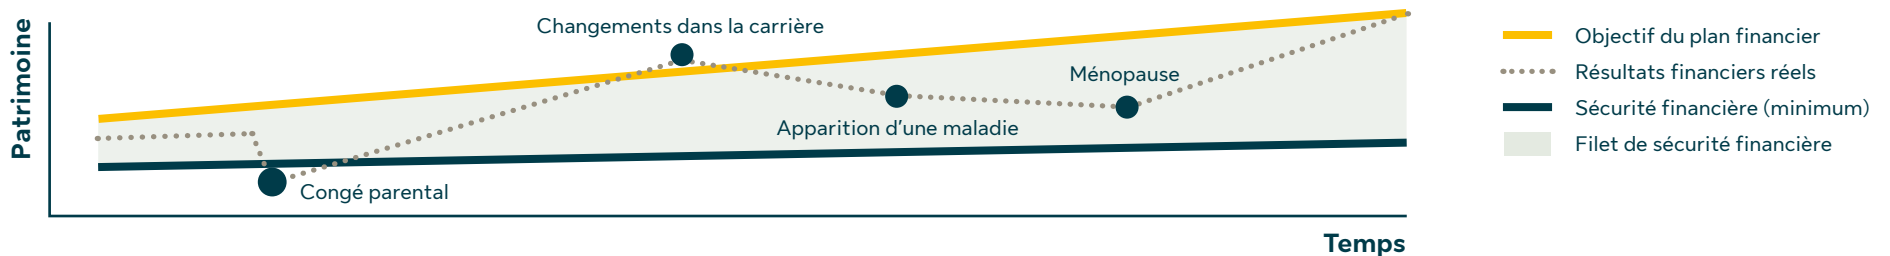 Patrimoine
Changements dans la carrière
Ménopause
Apparition d’une maladie
Congé parental
Temps
Objectif du plan financier
Résultats financiers réels
Sécurité financière (minimum)
Filet de sécurité financière